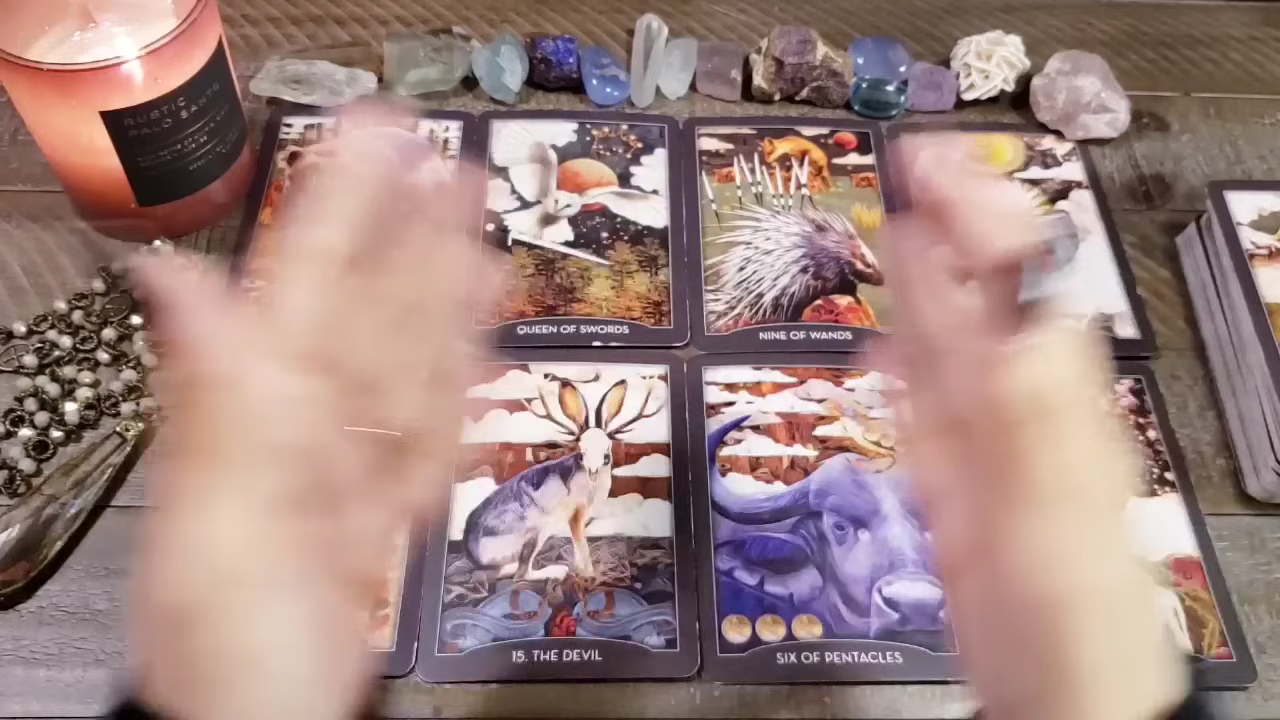 RUSTIC
PALO SANTO
QUEEN OF SWORDS
NINE OF WANDS
15. THE DEVIL
SIX OF PENTACLES